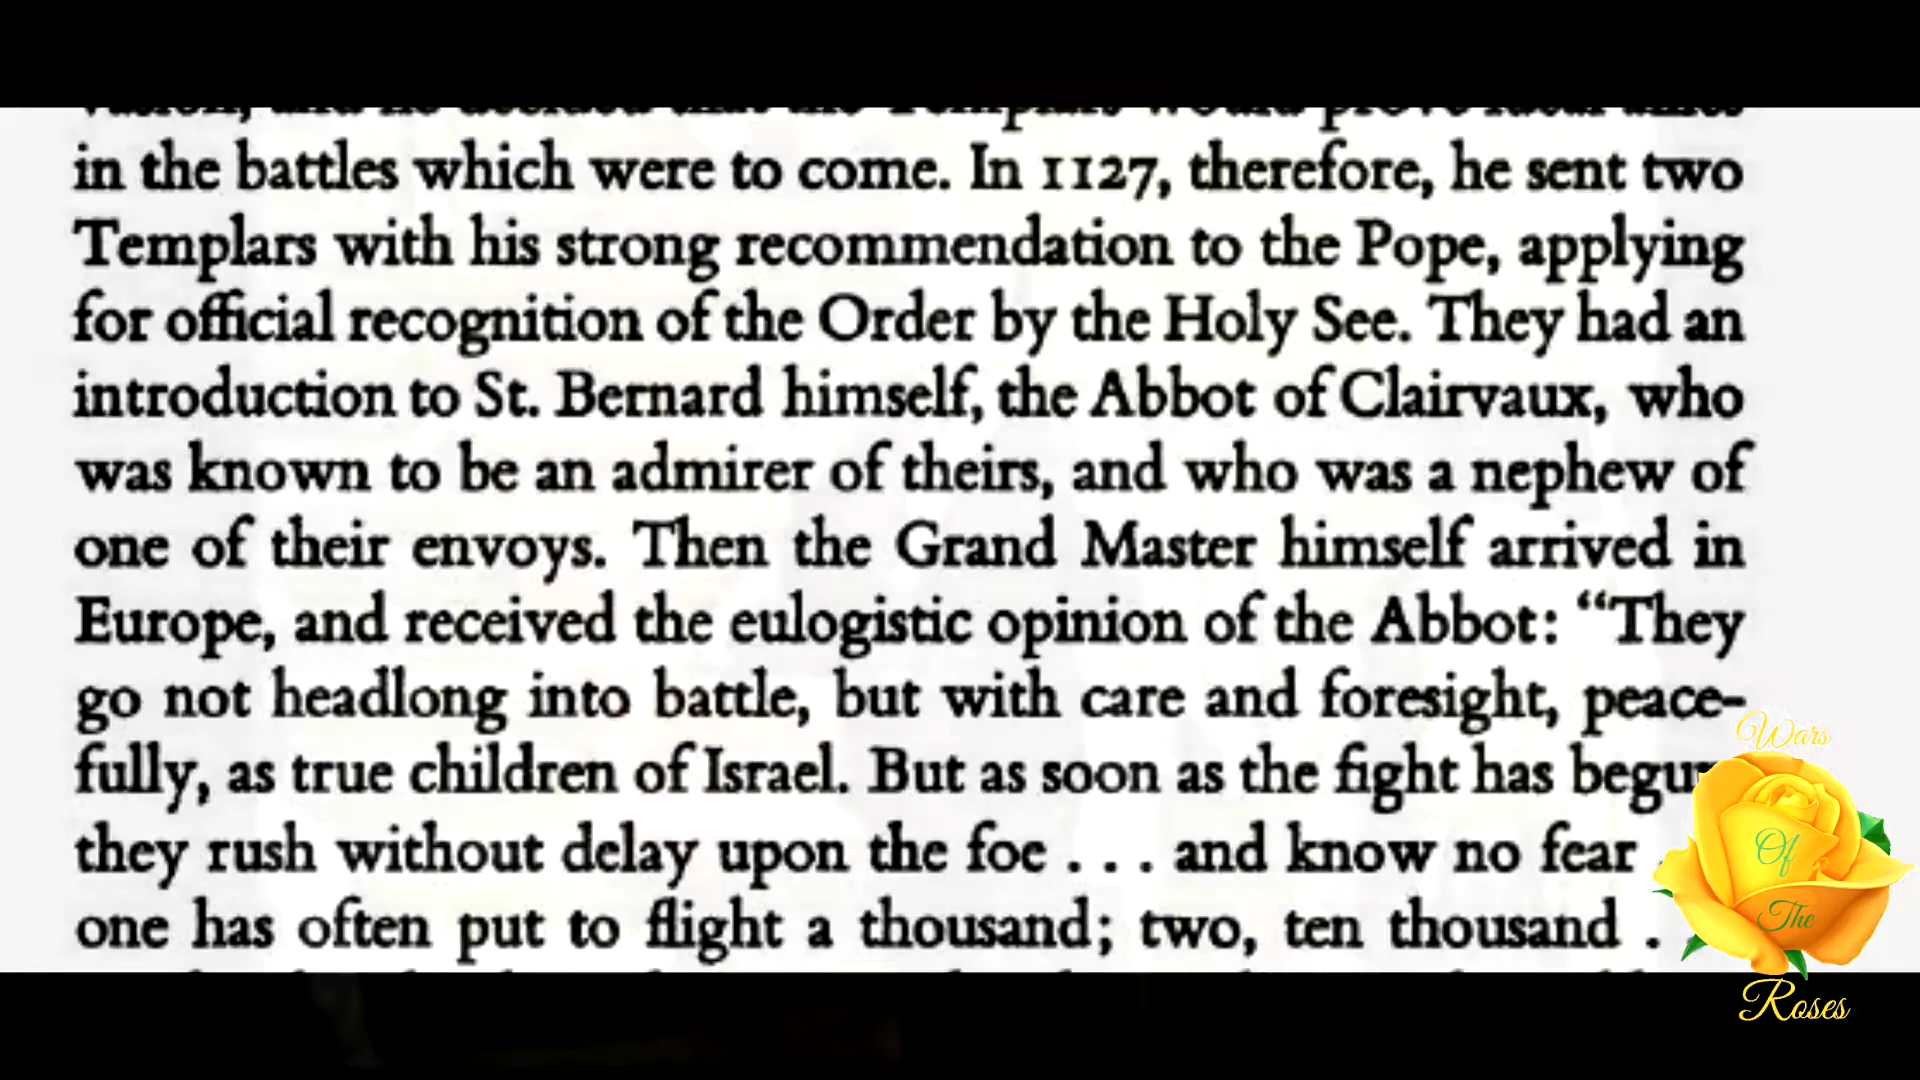 in the battles which were to come. In 1127, therefore, he sent two
Templars with his strong recommendation to the Pope, applying
for official recognition of the Order by the Holy See. They had an
introduction to St. Bernard himself, the Abbot of Clairvaux, who
was known to be an admirer of theirs, and who was a nephew of
one of their envoys. Then the Grand Master himself arrived in
Europe, and received the eulogistic opinion of the Abbot: “They
go not headlong into battle, but with care and foresight, peace-
fully, as true children of Israel. But as soon as the fight has begun
they rush without delay upon the foe . . . and know no fear .
one has often put to flight a thousand; two, ten thousand .
Wars
Of
The
Roses